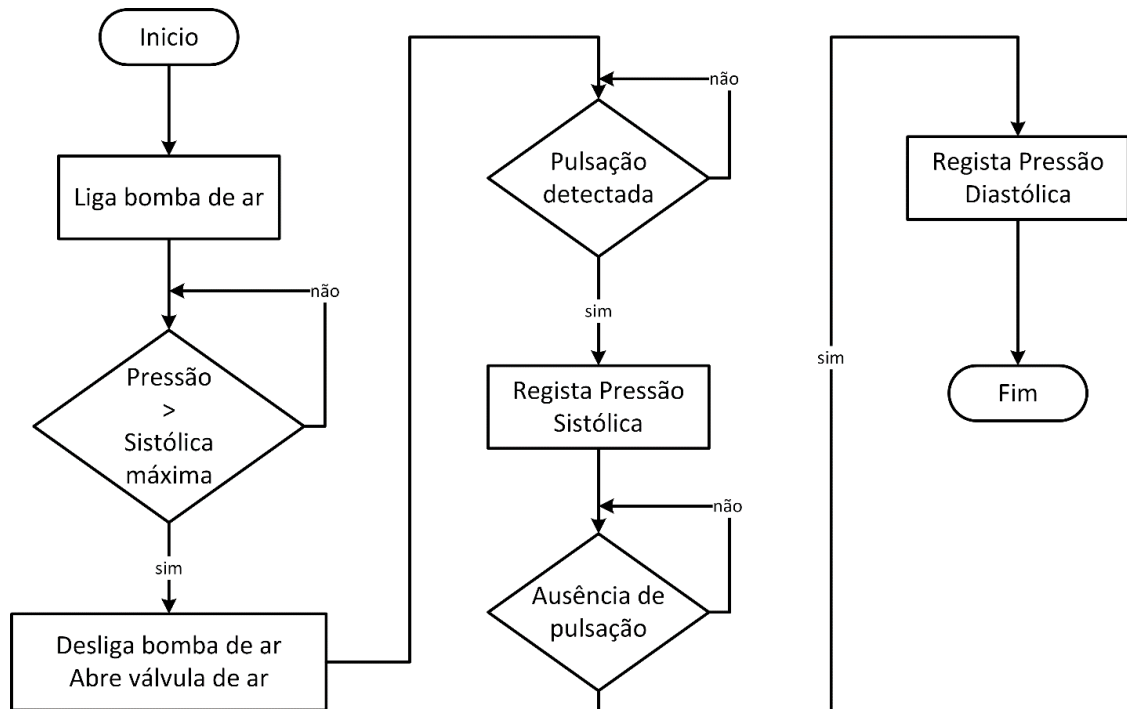 Inicio
Liga bomba de ar
não
Pressão
>
Sistólica
máxima
sim
Desliga bomba de ar
Abre válvula de ar
não
Pulsação
detectada
sim
Regista Pressão
Sistólica
não
Ausência de
pulsação
sim
Regista Pressão
Diastólica
Fim